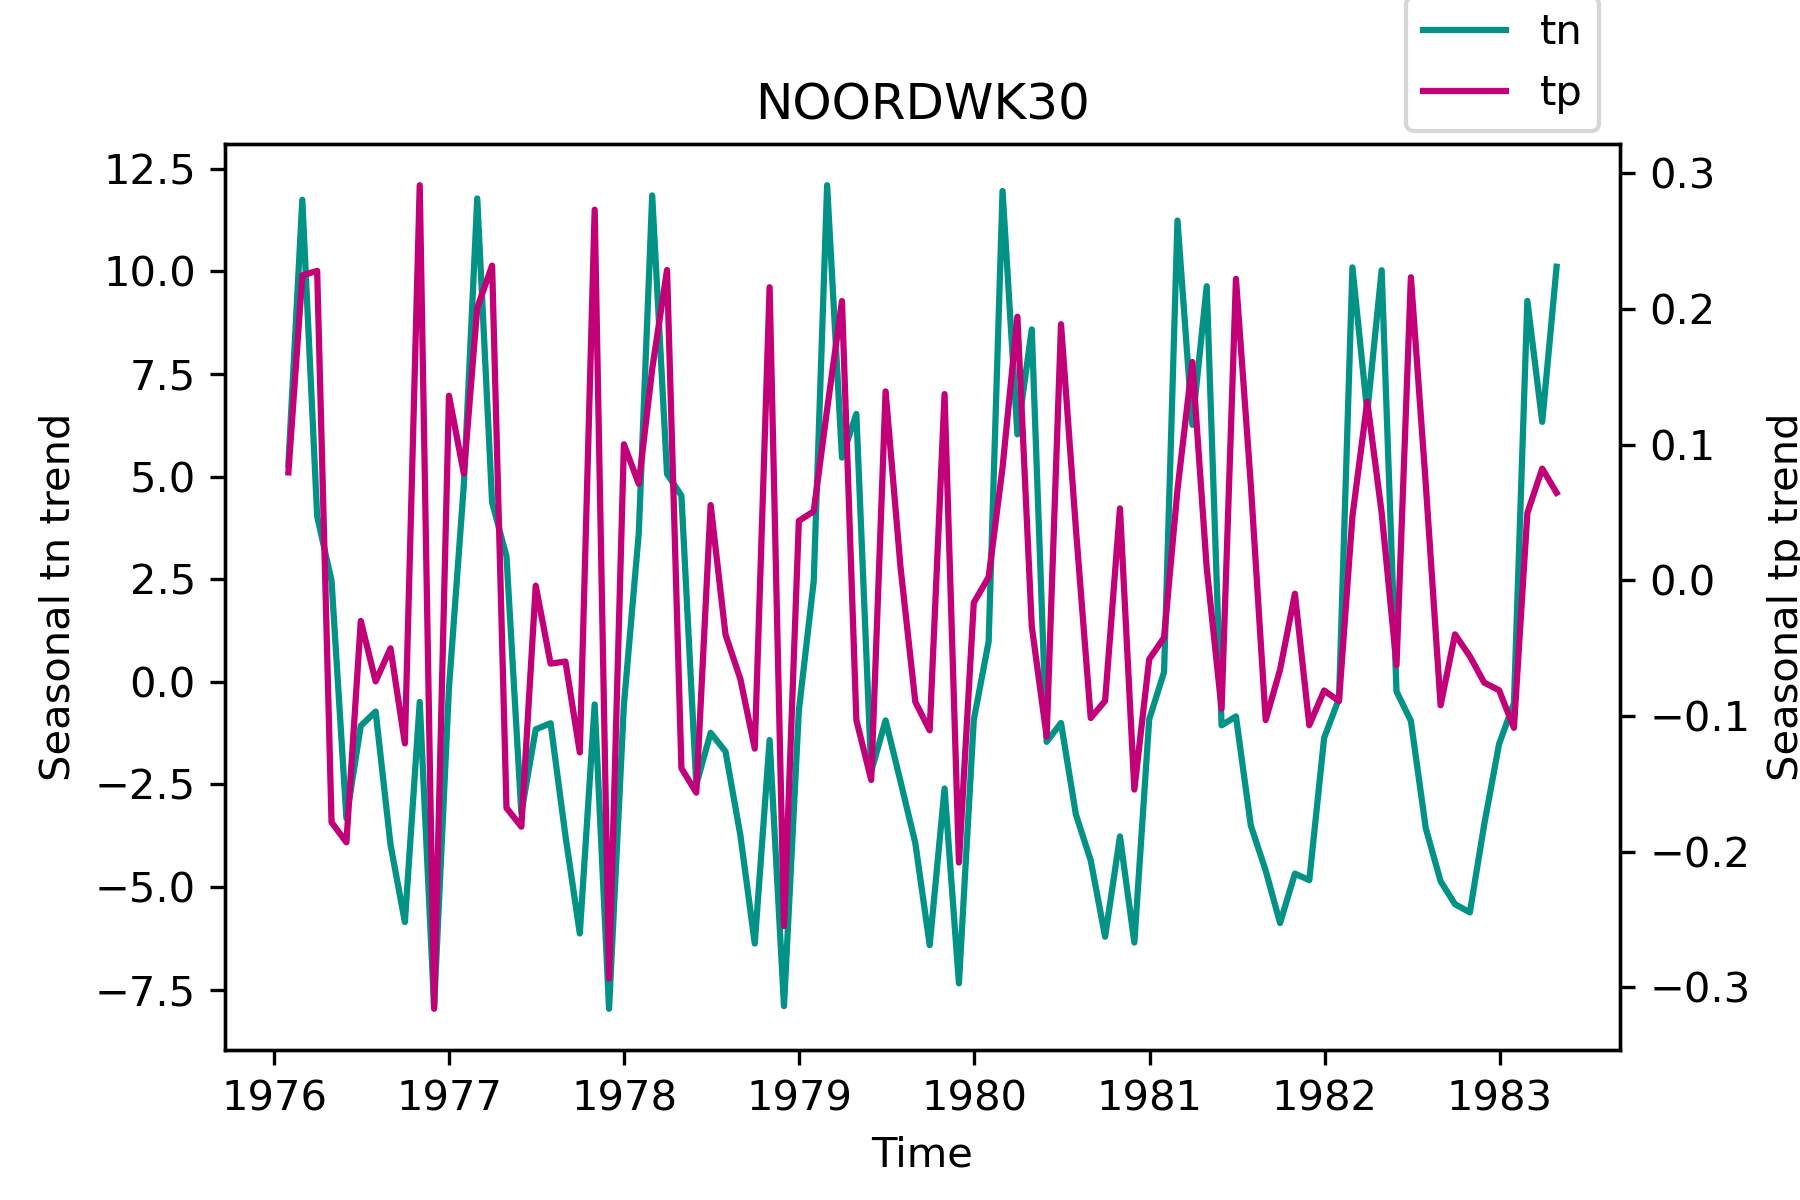 tn
tp
NOORDWK30
12.5
10.0
7.5
5.0
2.5
0.0
−2.5
−5.0
−7.5
Seasonal tn trend
0.3
0.2
0.1
0.0
−0.1
−0.2
−0.3
Seasonal tp trend
1976 1977 1978 1979 1980 1981 1982 1983
Time